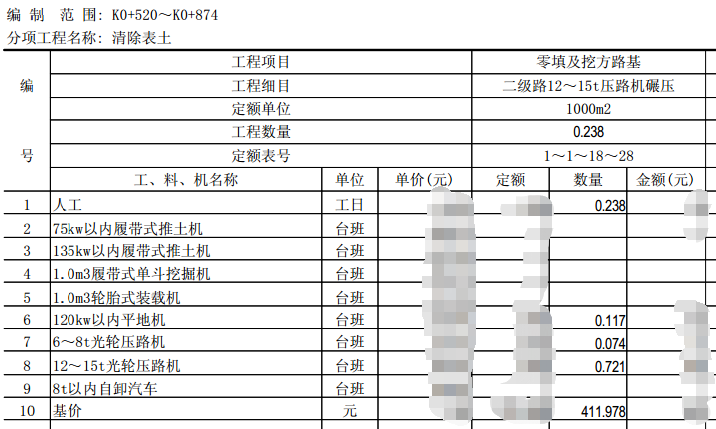 编 制 范 围: K0+520～K0+874
分项工程名称: 清除表土
编 号
工程项目 零填及挖方路基
工程细目 二级路12～15t压路机碾压
定额单位 1000m2
工程数量 0.238
定额表号 1～1～18～28
工、料、机名称 单位 单价(元) 定额 数量 金额(元)
1 人工 工日 0.238
2 75kw以内履带式推土机 台班
3 135kw以内履带式推土机 台班
4 1.0m3履带式单斗挖掘机 台班
5 1.0m3轮胎式装载机 台班
6 120kw以内平地机 台班 0.117
7 6～8t光轮压路机 台班 0.074
8 12～15t光轮压路机 台班 0.721
9 8t以内自卸汽车 台班
10 基价 元 411.978